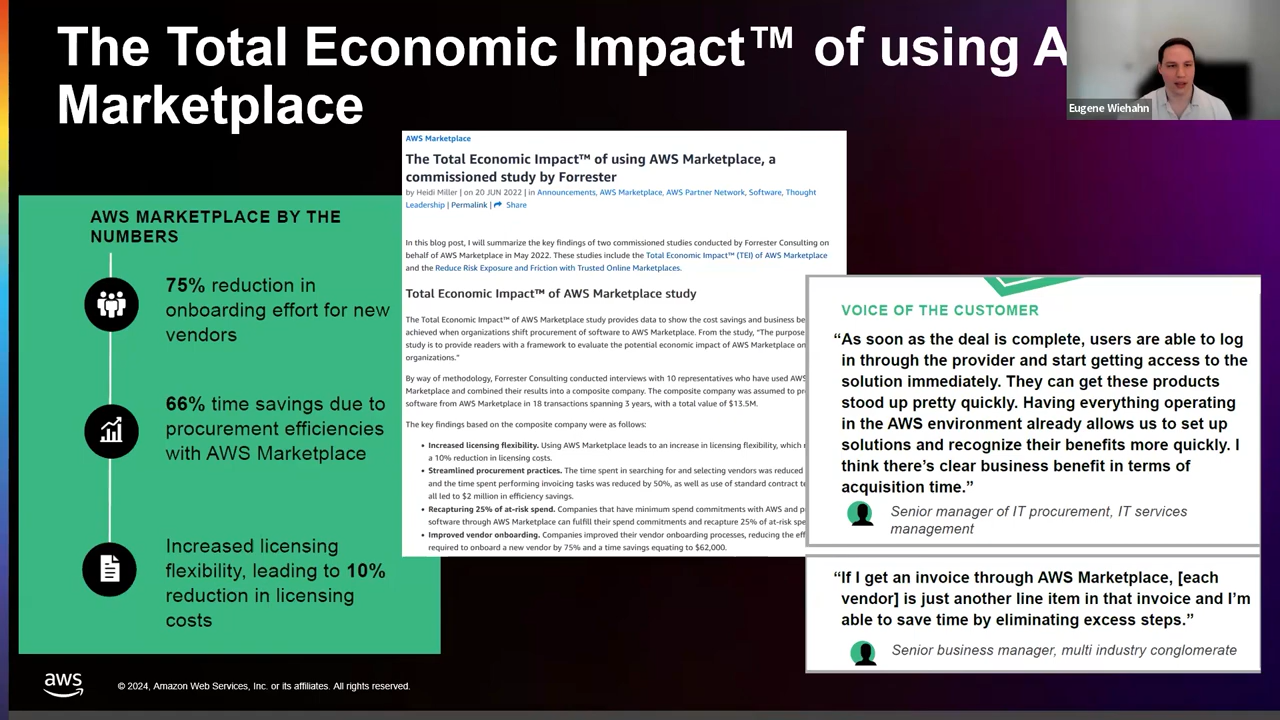 The Total Economic Impact™ of using A
Marketplace
Eugene Wiehahn
AWS MARKETPLACE BY THE
NUMBERS
75% reduction in
onboarding effort for new
vendors
66% time savings due to
procurement efficiencies
with AWS Marketplace
Increased licensing
flexibility, leading to 10%
reduction in licensing
costs
AWS Marketplace
The Total Economic Impact™ of using AWS Marketplace, a
commissioned study by Forrester
by Heidi Miller | on 20 JUN 2022 | in Announcements, AWS Marketplace, AWS Partner Network, Software, Thought
Leadership | Permalink | Share
In this blog post, I will summarize the key findings of two commissioned studies conducted by Forrester Consulting on
behalf of AWS Marketplace in May 2022. These studies include the Total Economic Impact™ (TEI) of AWS Marketplace
and the Reduce Risk Exposure and Friction with Trusted Online Marketplaces.
Total Economic Impact™ of AWS Marketplace study
The Total Economic Impact™ of AWS Marketplace study provides data to show the cost savings and business be
achieved when organizations shift procurement of software to AWS Marketplace. From the study, "The purpose
study is to provide readers with a framework to evaluate the potential economic impact of AWS Marketplace on
organizations."
By way of methodology, Forrester Consulting conducted interviews with 10 representatives who have used AWS
Marketplace and combined their results into a composite company. The composite company was assumed to pr
software from AWS Marketplace in 18 transactions spanning 3 years, with a total value of $13.5M.
The key findings based on the composite company were as follows:
• Increased licensing flexibility. Using AWS Marketplace leads to an increase in licensing flexibility, which
a 10% reduction in licensing costs.
• Streamlined procurement practices. The time spent in searching for and selecting vendors was reduced
and the time spent performing invoicing tasks was reduced by 50%, as well as use of standard contract te
all led to $2 million in efficiency savings.
• Recapturing 25% of at-risk spend. Companies that have minimum spend commitments with AWS and p
software through AWS Marketplace can fulfill their spend commitments and recapture 25% of at-risk spe
• Improved vendor onboarding. Companies improved their vendor onboarding processes, reducing the eff
required to onboard a new vendor by 75% and a time savings equating to $62,000.
VOICE OF THE CUSTOMER
“As soon as the deal is complete, users are able to log
in through the provider and start getting access to the
solution immediately. They can get these products
stood up pretty quickly. Having everything operating
in the AWS environment already allows us to set up
solutions and recognize their benefits more quickly. I
think there’s clear business benefit in terms of
acquisition time.”
Senior manager of IT procurement, IT services
management
“If I get an invoice through AWS Marketplace, [each
vendor] is just another line item in that invoice and I’m
able to save time by eliminating excess steps.”
Senior business manager, multi industry conglomerate
aws
© 2024, Amazon Web Services, Inc. or its affiliates. All rights reserved.